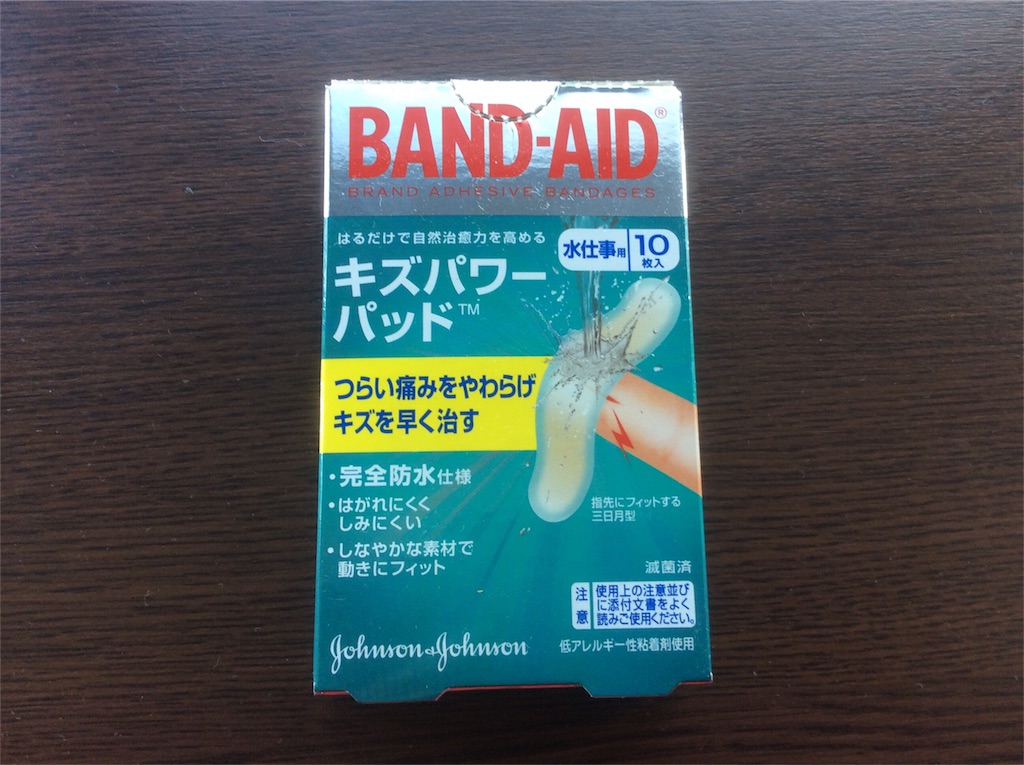 BAND-AID®
BRAND ADHESIVE BANDAGES
はるだけで自然治癒力を高める
水仕事用 10枚入
キズパワー
パッド™
つらい痛みをやわらげ
キズを早く治す
・完全防水仕様
・はがれにくく
しみにくい
・しなやかな素材で
動きにフィット
指先にフィットする
三日月型
滅菌済
注意
使用上の注意並び
に添付文書をよく
読みご使用ください。
Johnson & Johnson
低アレルギー性粘着剤使用